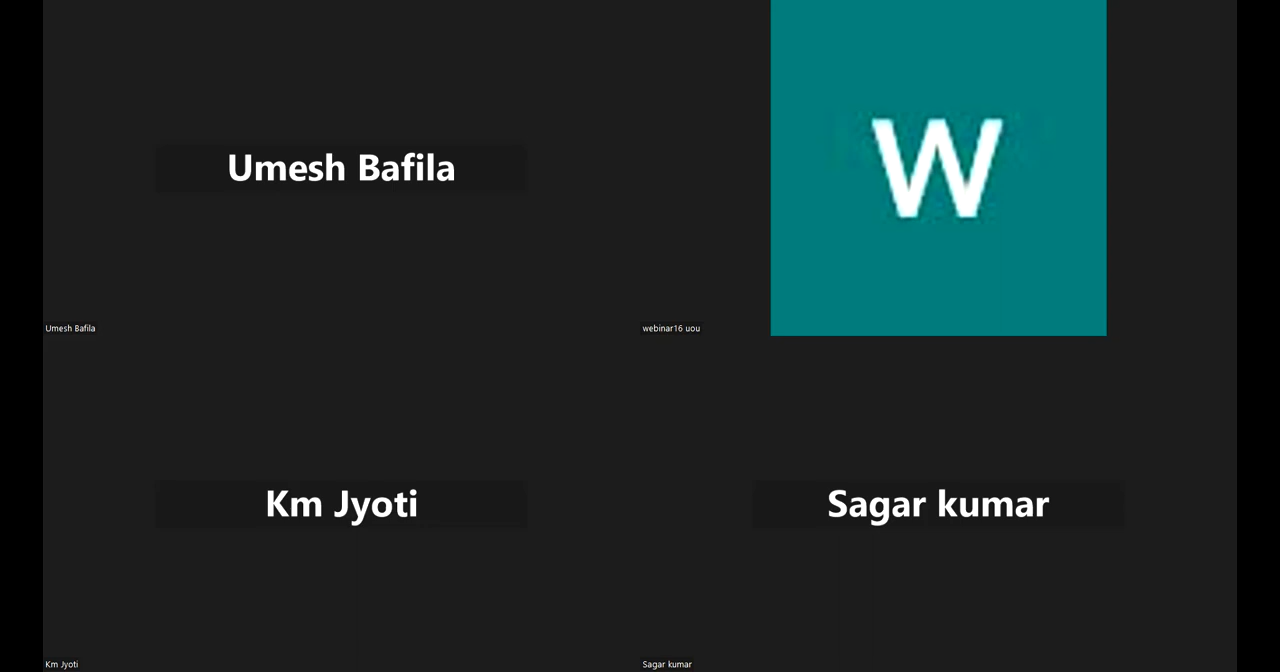 Umesh Bafila
W
Umesh Bafila
webinar16 uou
Km Jyoti
Sagar kumar
Km Jyoti
Sagar kumar